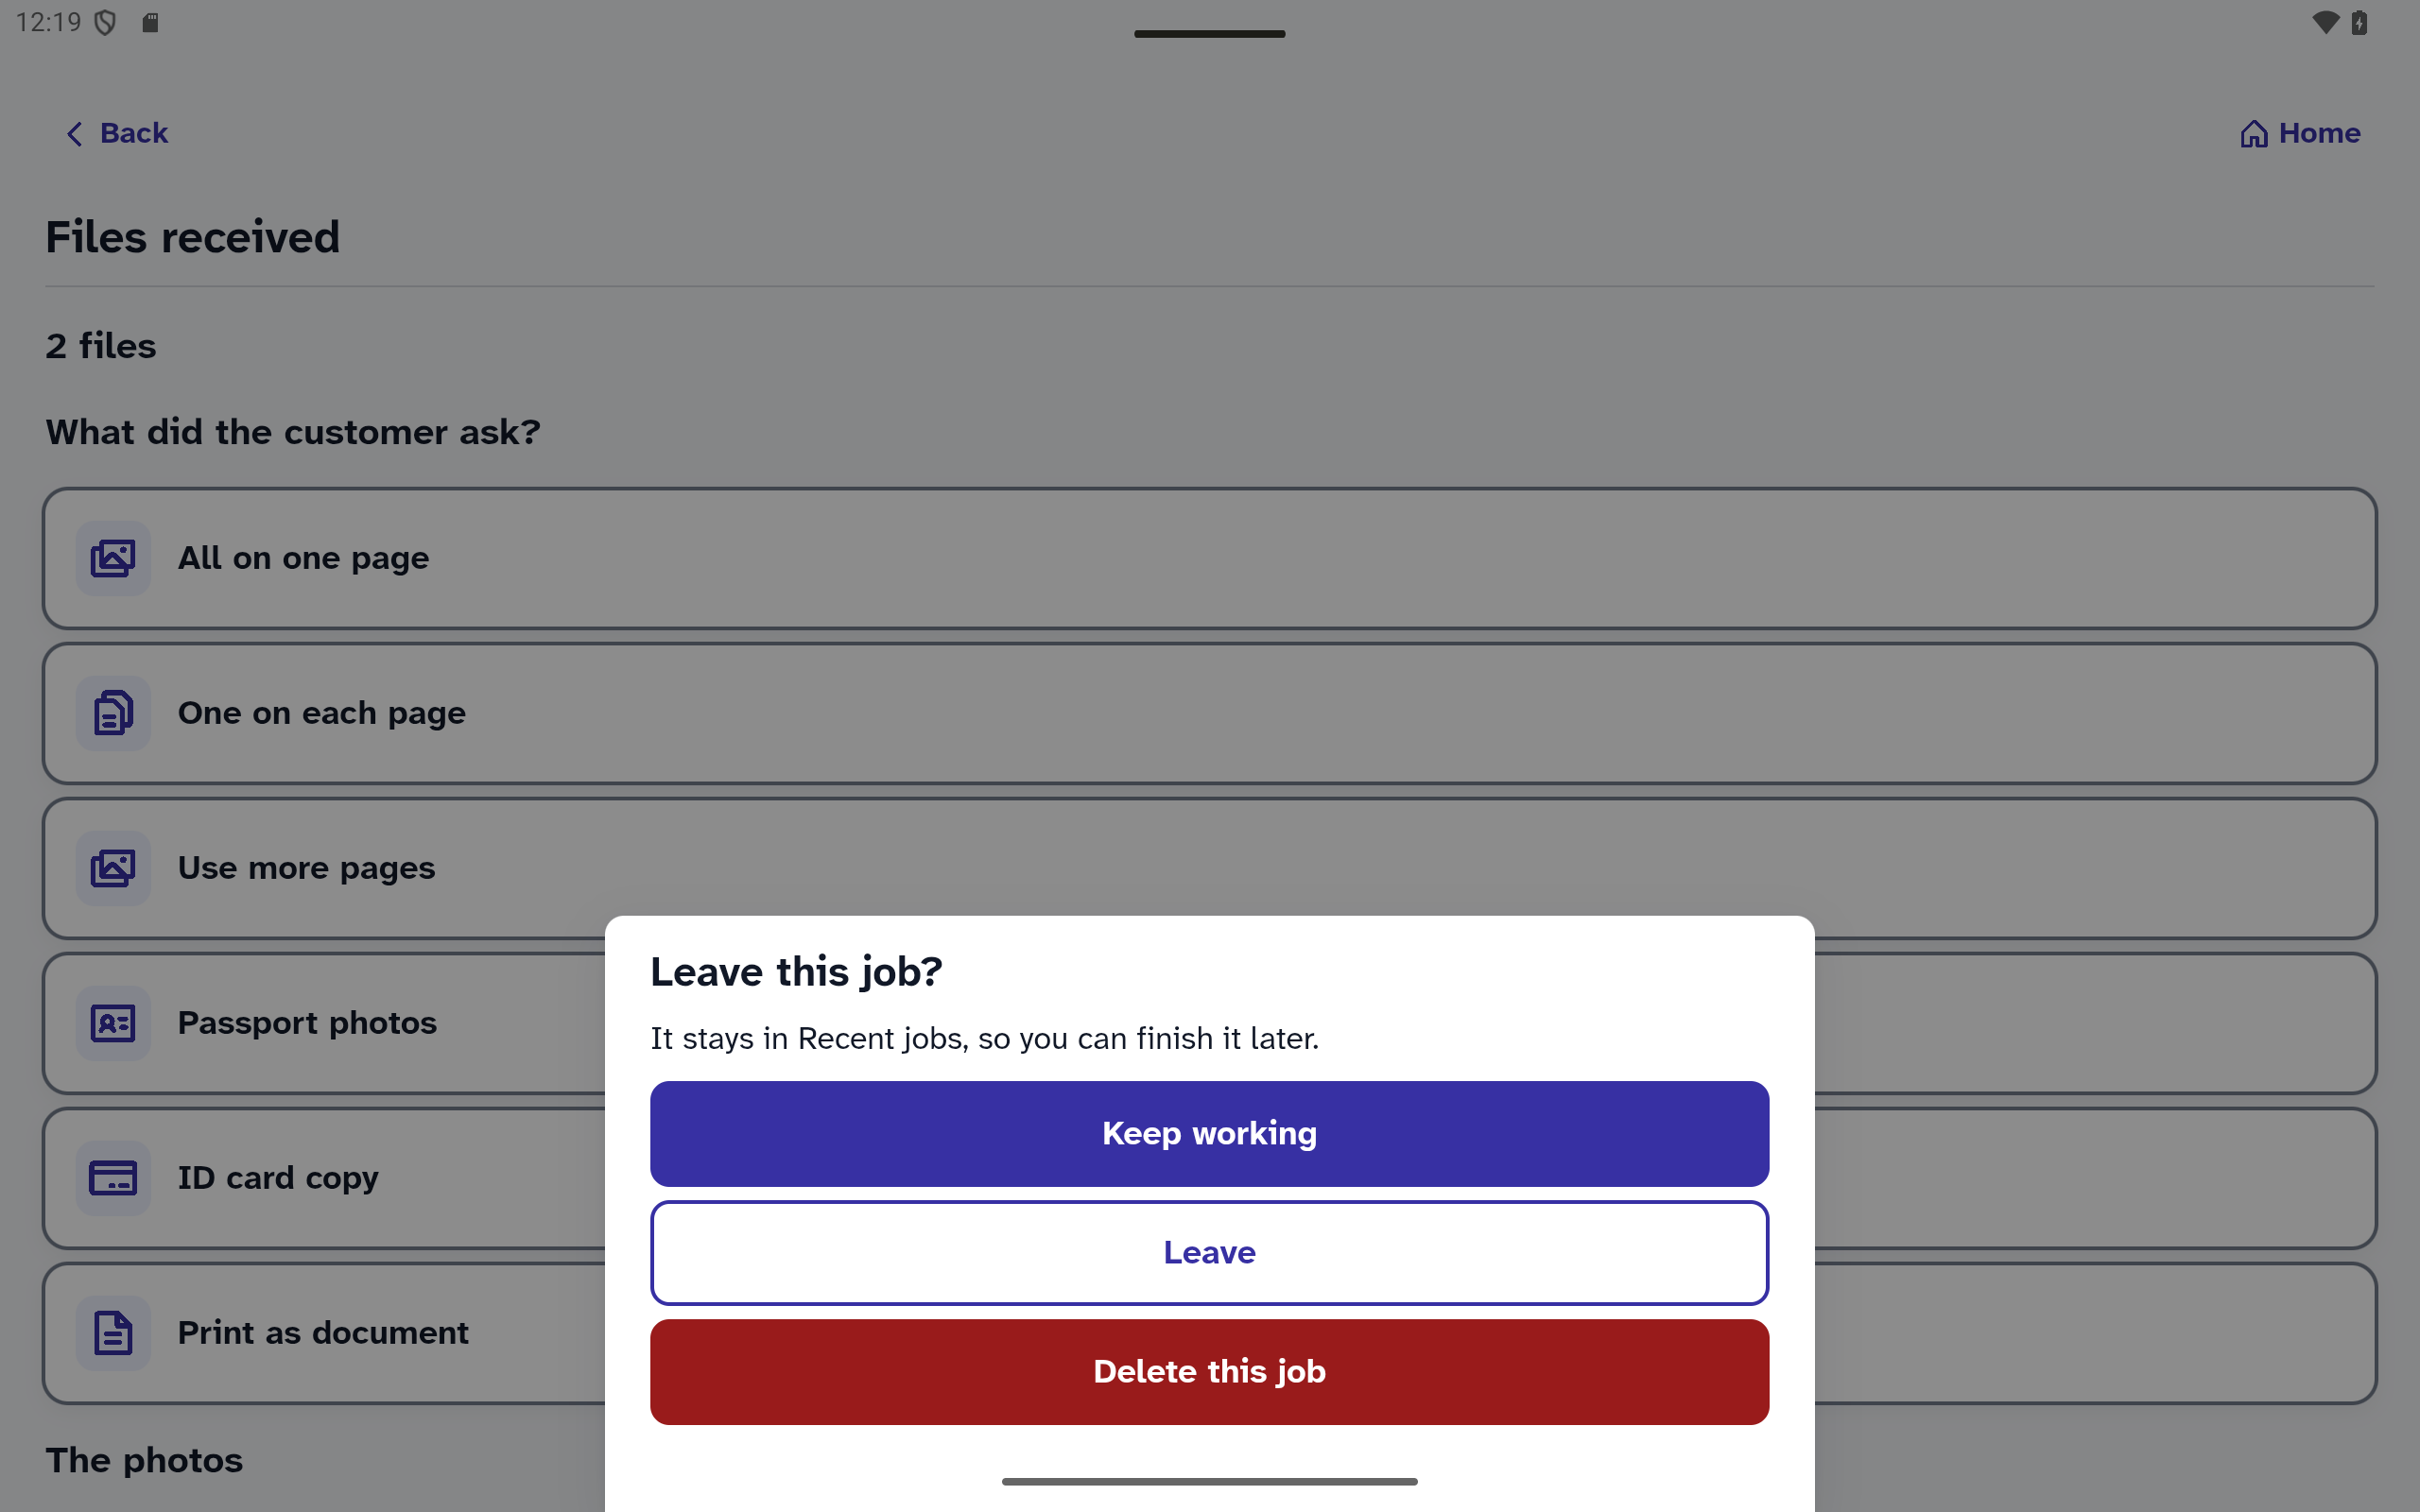 12:19
Back
Home
Files received
2 files
What did the customer ask?
All on one page
One on each page
Use more pages
Passport photos
ID card copy
Print as document
The photos
Leave this job?
It stays in Recent jobs, so you can finish it later.
Keep working
Leave
Delete this job